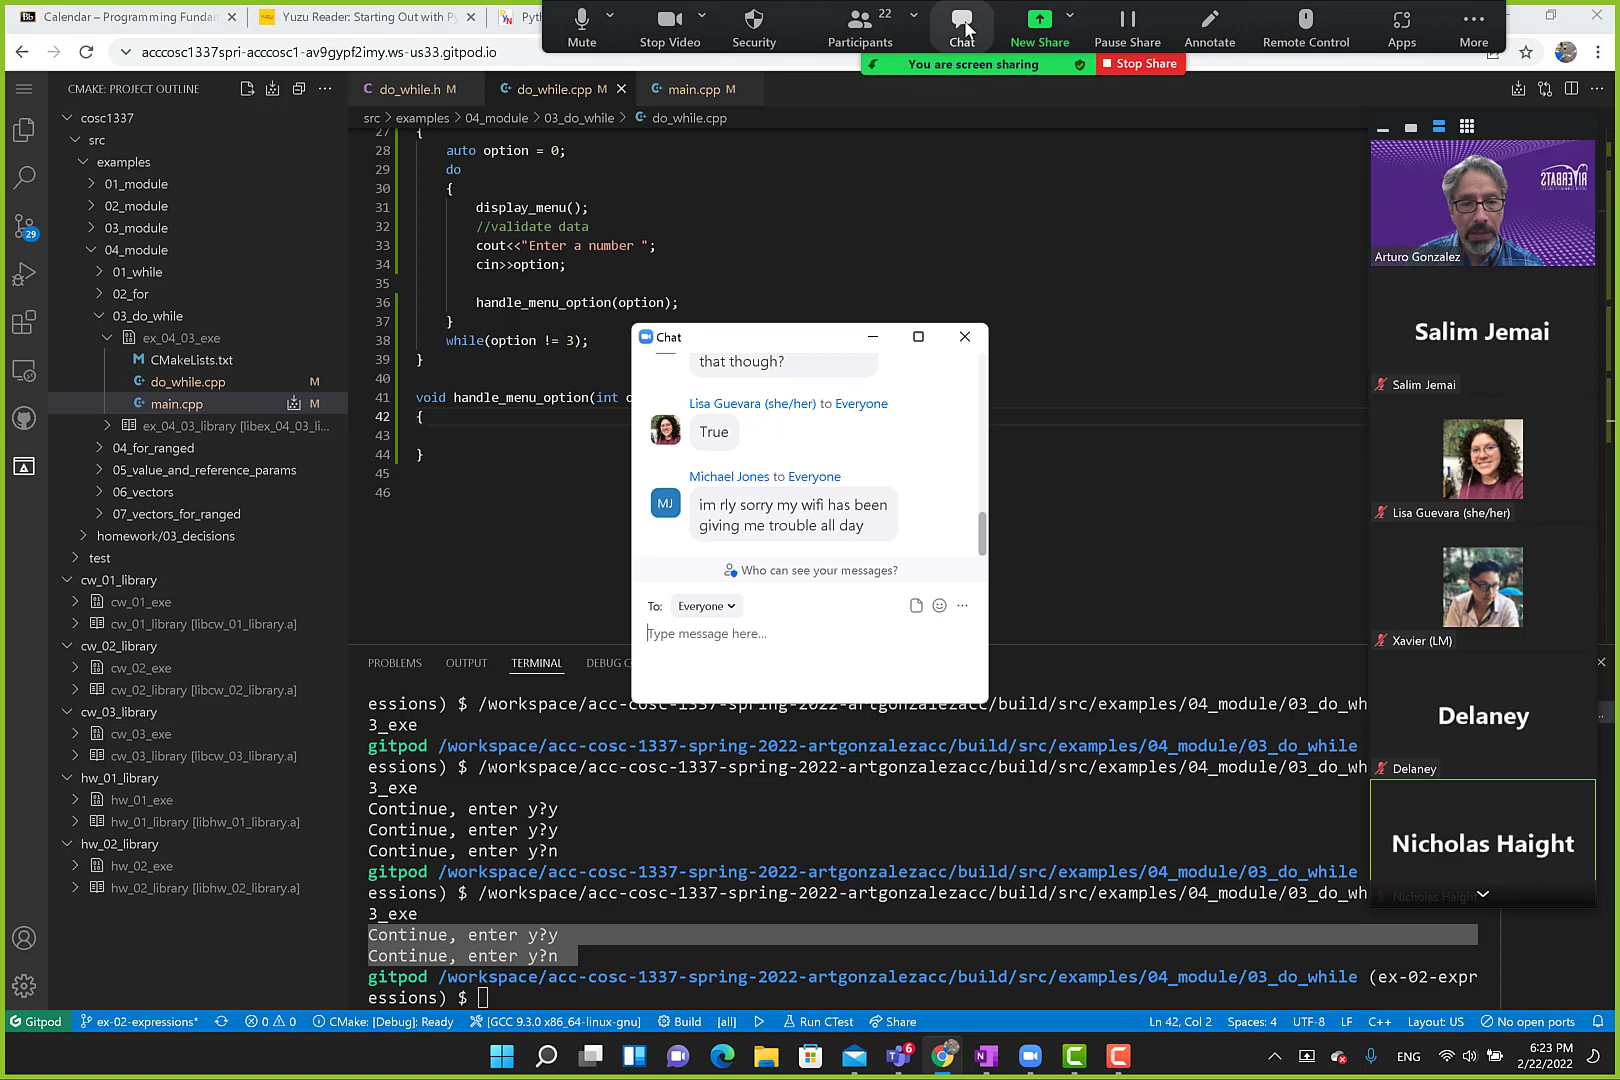 Calendar – Programming Fundar
Yuzu Reader: Starting Out with Py
Pyth
acccosc1337spri-acccosc1-av9gypf2imy.ws-us33.gitpod.io
Mute
Stop Video
Security
Participants
22
Chat
New Share
Pause Share
Annotate
Remote Control
Apps
More
You are screen sharing
Stop Share
CMAKE: PROJECT OUTLINE
cosc1337
src
examples
01_module
02_module
03_module
04_module
01_while
02_for
03_do_while
ex_04_03_exe
CMakeLists.txt
do_while.cpp M
main.cpp M
ex_04_03_library [libex_04_03_li...
04_for_ranged
05_value_and_reference_params
06_vectors
07_vectors_for_ranged
homework/03_decisions
test
cw_01_library
cw_01_exe
cw_01_library [libcw_01_library.a]
cw_02_library
cw_02_exe
cw_02_library [libcw_02_library.a]
cw_03_library
cw_03_exe
cw_03_library [libcw_03_library.a]
hw_01_library
hw_01_exe
hw_01_library [libhw_01_library.a]
hw_02_library
hw_02_exe
hw_02_library [libhw_02_library.a]
29
do_while.h M
do_while.cpp M
main.cpp M
src > examples > 04_module > 03_do_while > do_while.cpp
27 {
28 auto option = 0;
29 do
30 {
31 display_menu();
32 //validate data
33 cout<<"Enter a number ";
34 cin>>option;
35
36 handle_menu_option(option);
37 }
38 while(option != 3);
39 }
40
41 void handle_menu_option(int o
42 {
43
44 }
45
46
Chat
that though?
Lisa Guevara (she/her) to Everyone
True
Michael Jones to Everyone
MJ
im rly sorry my wifi has been
giving me trouble all day
Who can see your messages?
To: Everyone
Type message here...
RIVERBATS
Arturo Gonzalez
Salim Jemai
Salim Jemai
Lisa Guevara (she/her)
Xavier (LM)
Delaney
Delaney
Nicholas Haight
Nicholas Haight
PROBLEMS OUTPUT TERMINAL DEBUG C
essions) $ /workspace/acc-cosc-1337-spring-2022-artgonzalezacc/build/src/examples/04_module/03_do_wh
3_exe
gitpod /workspace/acc-cosc-1337-spring-2022-artgonzalezacc/build/src/examples/04_module/03_do_while
essions) $ /workspace/acc-cosc-1337-spring-2022-artgonzalezacc/build/src/examples/04_module/03_do_wh
3_exe
Continue, enter y?y
Continue, enter y?y
Continue, enter y?n
gitpod /workspace/acc-cosc-1337-spring-2022-artgonzalezacc/build/src/examples/04_module/03_do_while
essions) $ /workspace/acc-cosc-1337-spring-2022-artgonzalezacc/build/src/examples/04_module/03_do_wh
3_exe
Continue, enter y?y
Continue, enter y?n
gitpod /workspace/acc-cosc-1337-spring-2022-artgonzalezacc/build/src/examples/04_module/03_do_while (ex-02-expr
essions) $
Gitpod ex-02-expressions* 0 0 CMake: [Debug]: Ready [GCC 9.3.0 x86_64-linux-gnu] Build [all] Run CTest Share Ln 42, Col 2 Spaces: 4 UTF-8 LF C++ Layout: US No open ports
6
ENG
6:23 PM
2/22/2022